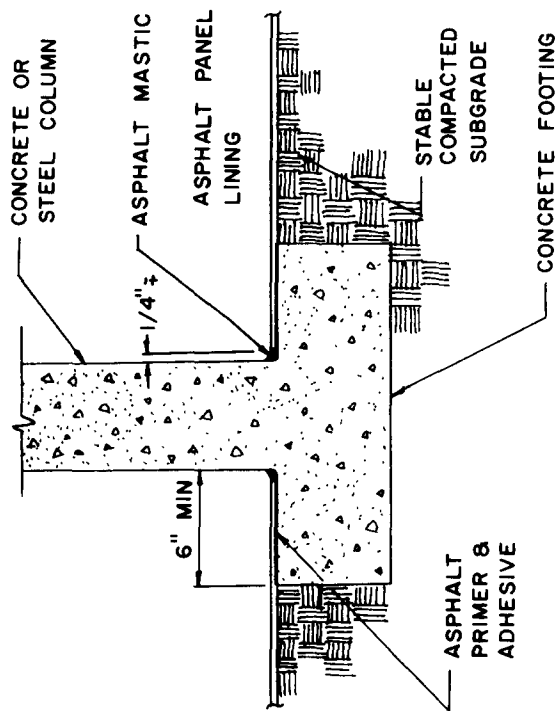 CONCRETE OR
STEEL COLUMN
ASPHALT MASTIC
ASPHALT PANEL
LINING
1/4" ±
6" MIN
STABLE
COMPACTED
SUBGRADE
ASPHALT
PRIMER &
ADHESIVE
CONCRETE FOOTING